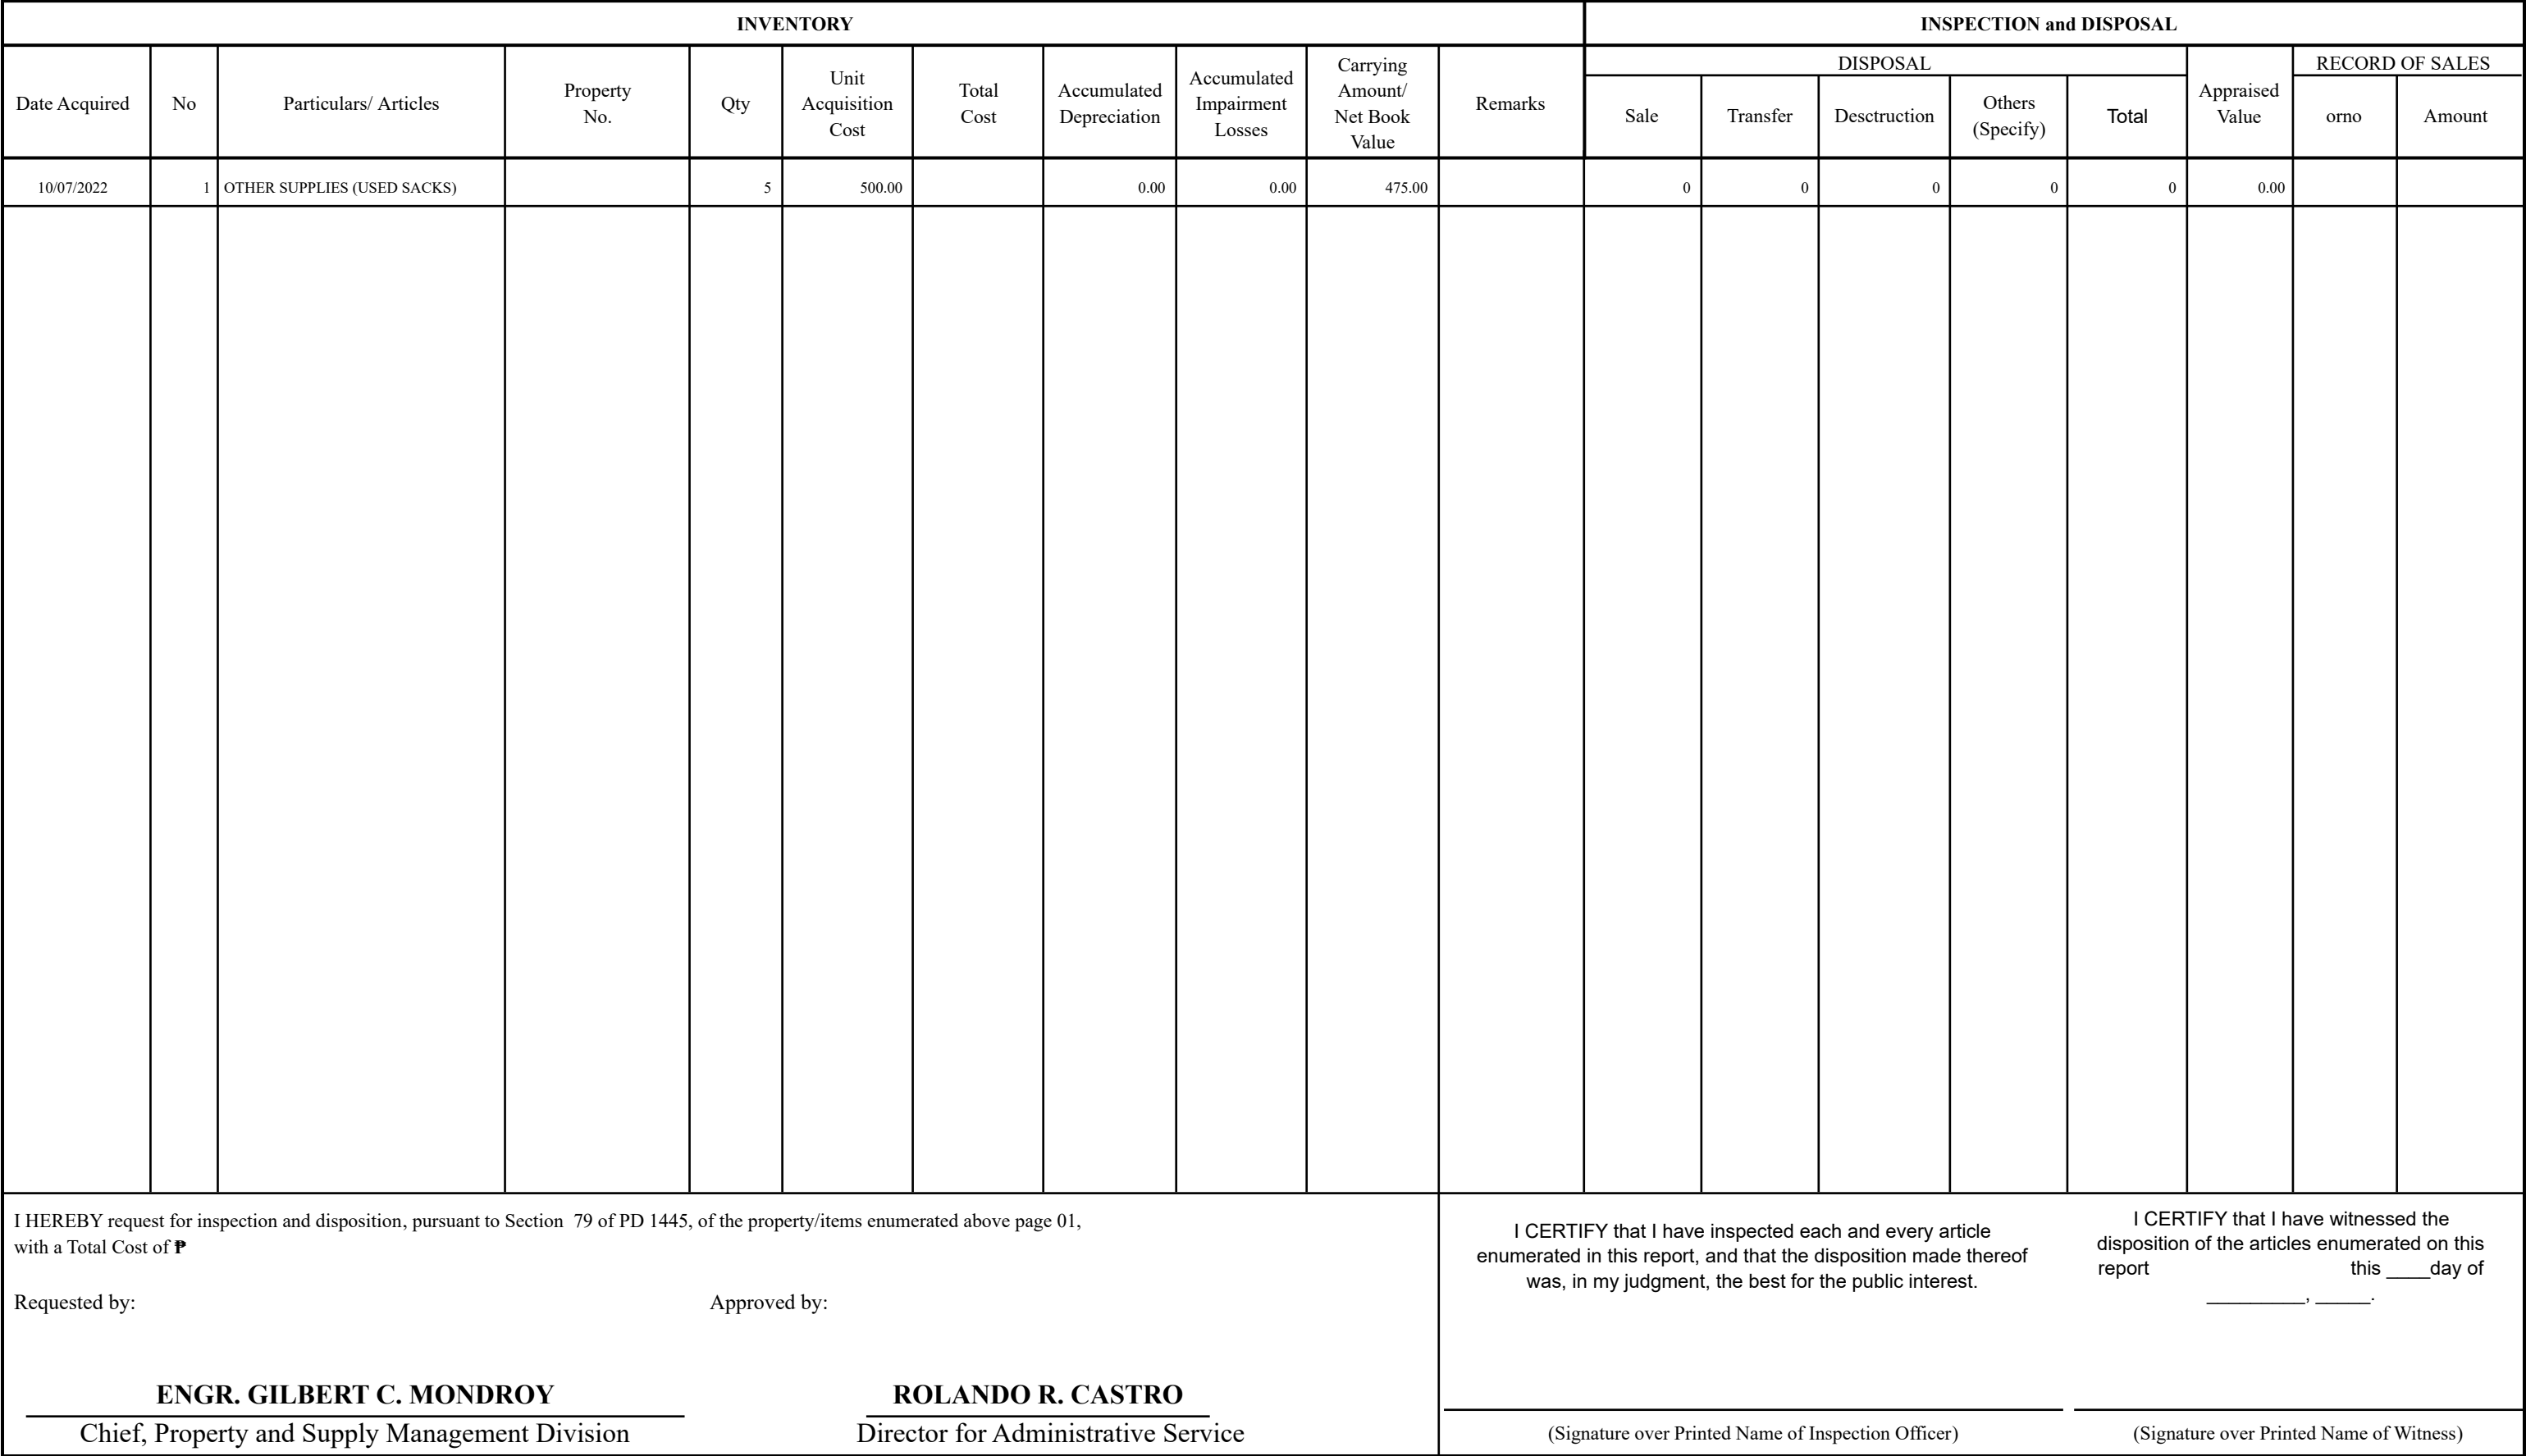 INVENTORY
INSPECTION and DISPOSAL
Date Acquired
No
Particulars/ Articles
Property
No.
Qty
Unit
Acquisition
Cost
Total
Cost
Accumulated
Depreciation
Accumulated
Impairment
Losses
Carrying
Amount/
Net Book
Value
Remarks
DISPOSAL
Sale
Transfer
Desctruction
Others
(Specify)
Total
Appraised
Value
RECORD OF SALES
orno
Amount
10/07/2022 1 OTHER SUPPLIES (USED SACKS) 5 500.00 0.00 0.00 475.00 0 0 0 0 0 0.00
I HEREBY request for inspection and disposition, pursuant to Section 79 of PD 1445, of the property/items enumerated above page 01,
with a Total Cost of ₱
Requested by:
Approved by:
ENGR. GILBERT C. MONDROY
Chief, Property and Supply Management Division
ROLANDO R. CASTRO
Director for Administrative Service
I CERTIFY that I have inspected each and every article
enumerated in this report, and that the disposition made thereof
was, in my judgment, the best for the public interest.
(Signature over Printed Name of Inspection Officer)
I CERTIFY that I have witnessed the
disposition of the articles enumerated on this
report this ____day of
_________, _____.
(Signature over Printed Name of Witness)